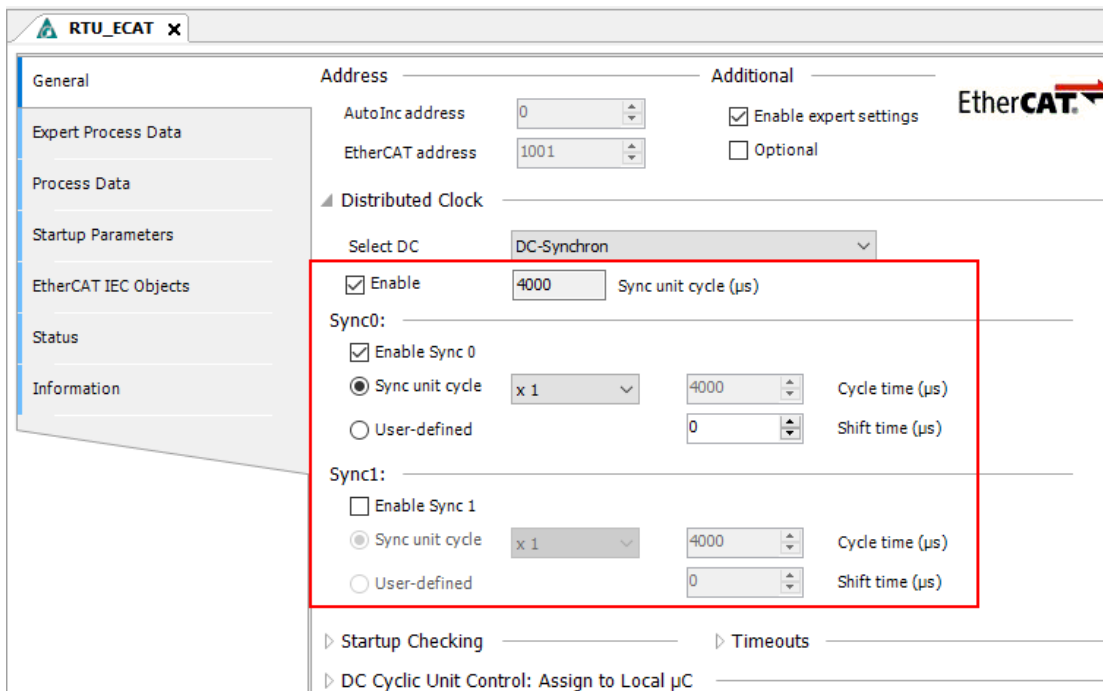 RTU_ECAT
General
Expert Process Data
Process Data
Startup Parameters
EtherCAT IEC Objects
Status
Information
Address
AutoInc address 0
EtherCAT address 1001
Additional
Enable expert settings
Optional
EtherCAT.
Distributed Clock
Select DC DC-Synchron
Enable 4000 Sync unit cycle (µs)
Sync0:
Enable Sync 0
Sync unit cycle x 1 4000 Cycle time (µs)
User-defined 0 Shift time (µs)
Sync1:
Enable Sync 1
Sync unit cycle x 1 4000 Cycle time (µs)
User-defined 0 Shift time (µs)
Startup Checking Timeouts
DC Cyclic Unit Control: Assign to Local µC